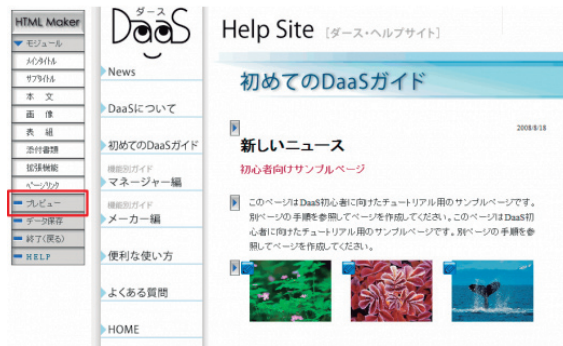 HTML Maker
モジュール
メインタイトル
サブタイトル
本 文
画 像
表 組
添付書類
拡張機能
ページリンク
プレビュー
データ保存
終了(戻る)
HELP
ダース
DaaS
News
DaaSについて
初めてのDaaSガイド
機能別ガイド
マネージャー編
機能別ガイド
メーカー編
便利な使い方
よくある質問
HOME
Help Site [ダース・ヘルプサイト]
初めてのDaaSガイド
2008/8/18
新しいニュース
初心者向けサンプルページ
このページはDaaS初心者に向けたチュートリアル用のサンプルページです。
別ページの手順を参照してページを作成してください。このページはDaaS初
心者に向けたチュートリアル用のサンプルページです。別ページの手順を参
照してページを作成してください。